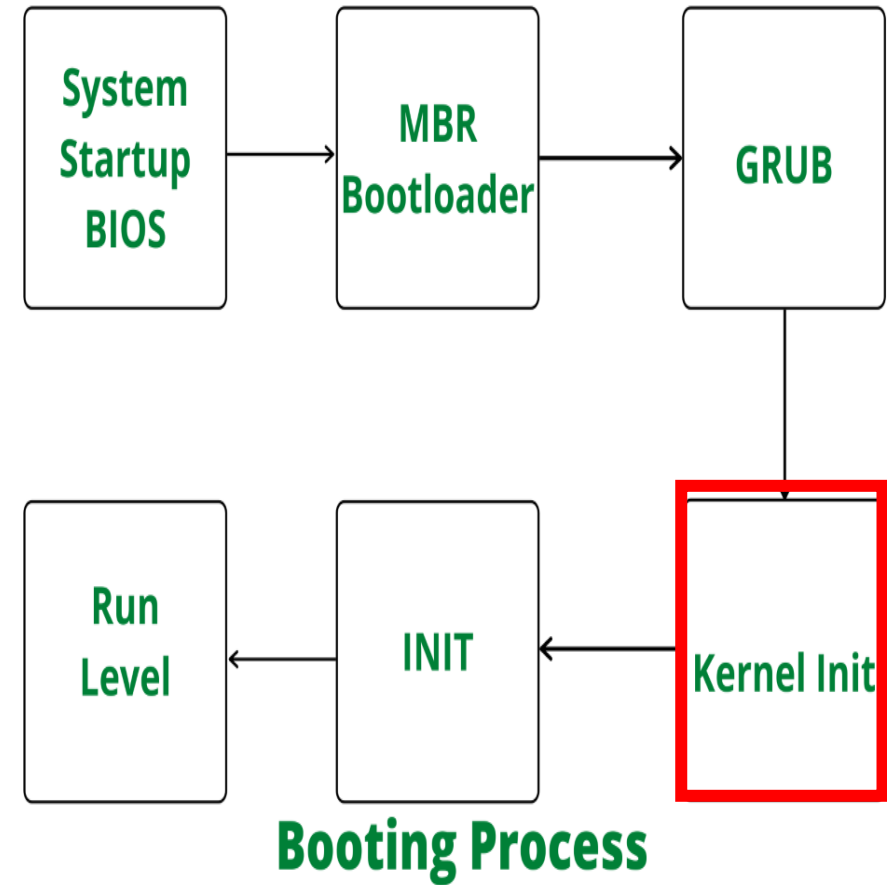 System
Startup
BIOS
MBR
Bootloader
GRUB
Run
Level
INIT
Kernel Init
Booting Process